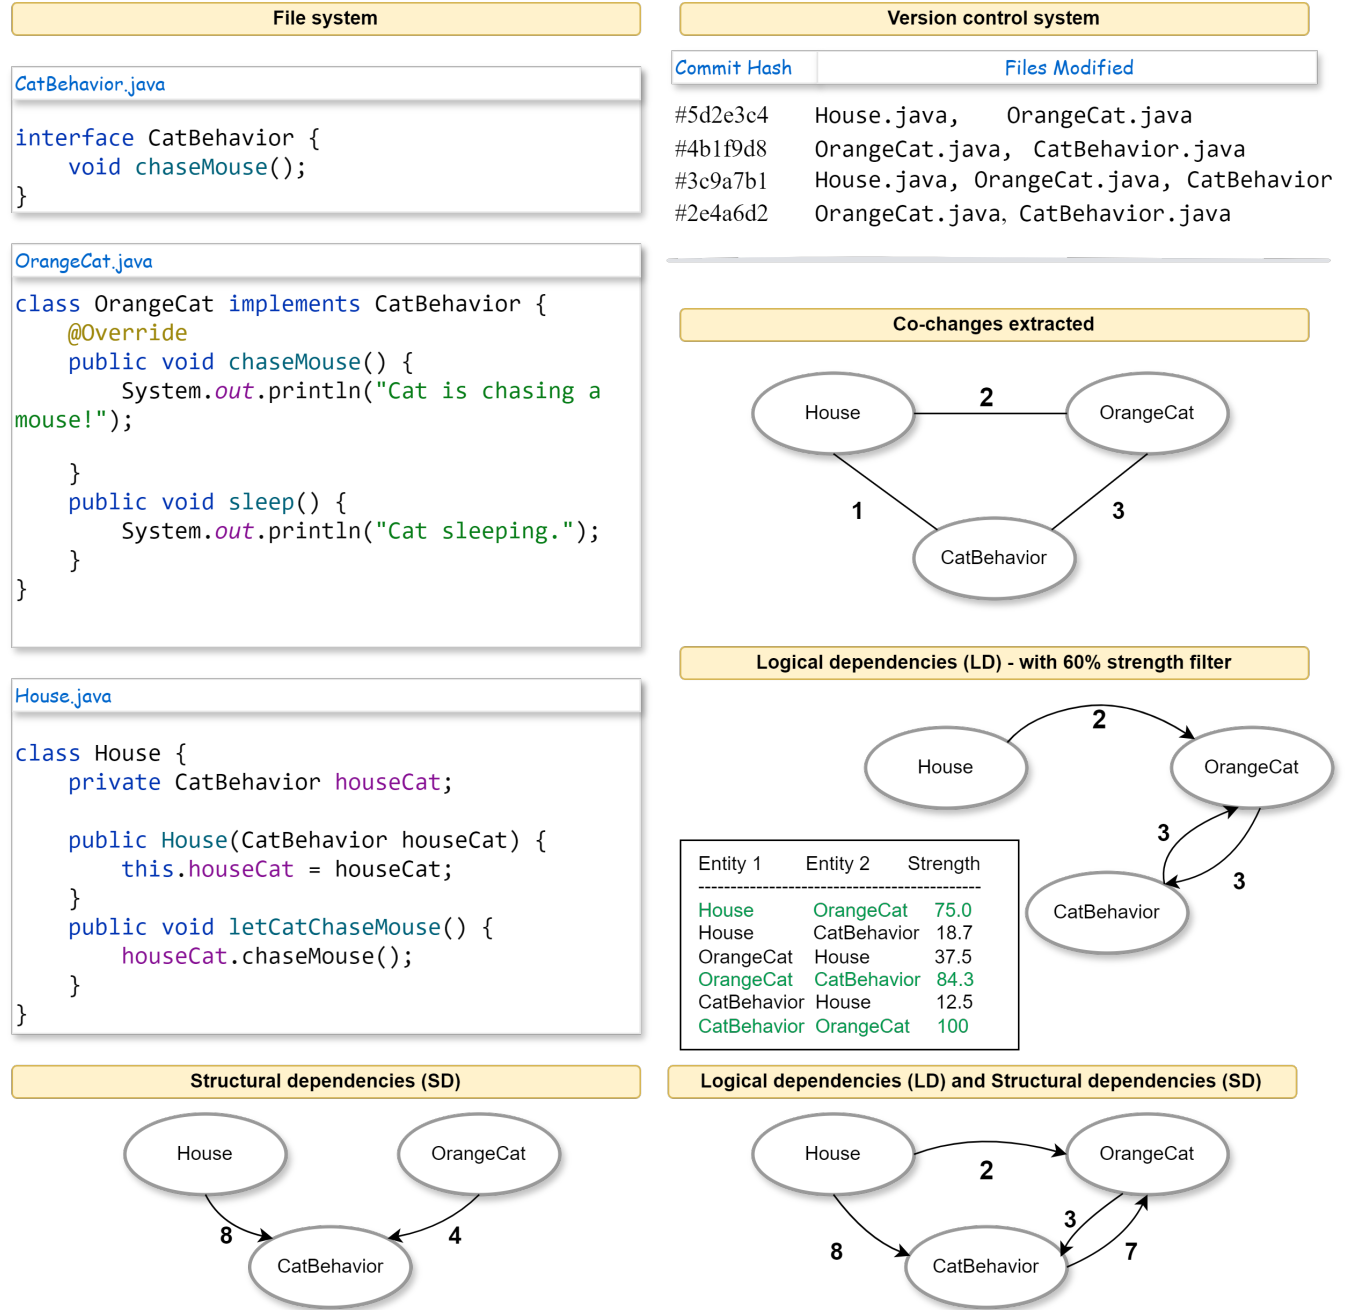 File system
CatBehavior.java
interface CatBehavior {
void chaseMouse();
}
OrangeCat.java
class OrangeCat implements CatBehavior {
@Override
public void chaseMouse() {
System.out.println("Cat is chasing a
mouse!");
}
public void sleep() {
System.out.println("Cat sleeping.");
}
}
House.java
class House {
private CatBehavior houseCat;
public House(CatBehavior houseCat) {
this.houseCat = houseCat;
}
public void letCatChaseMouse() {
houseCat.chaseMouse();
}
}
Structural dependencies (SD)
House
OrangeCat
8
4
CatBehavior
Version control system
Commit Hash Files Modified
#5d2e3c4 House.java, OrangeCat.java
#4b1f9d8 OrangeCat.java, CatBehavior.java
#3c9a7b1 House.java, OrangeCat.java, CatBehavior
#2e4a6d2 OrangeCat.java, CatBehavior.java
Co-changes extracted
House
2
OrangeCat
1
3
CatBehavior
Logical dependencies (LD) - with 60% strength filter
2
House
OrangeCat
3
3
CatBehavior
Entity 1 Entity 2 Strength
--------------------------------------------
House OrangeCat 75.0
House CatBehavior 18.7
OrangeCat House 37.5
OrangeCat CatBehavior 84.3
CatBehavior House 12.5
CatBehavior OrangeCat 100
Logical dependencies (LD) and Structural dependencies (SD)
House
2
OrangeCat
8
3
7
CatBehavior